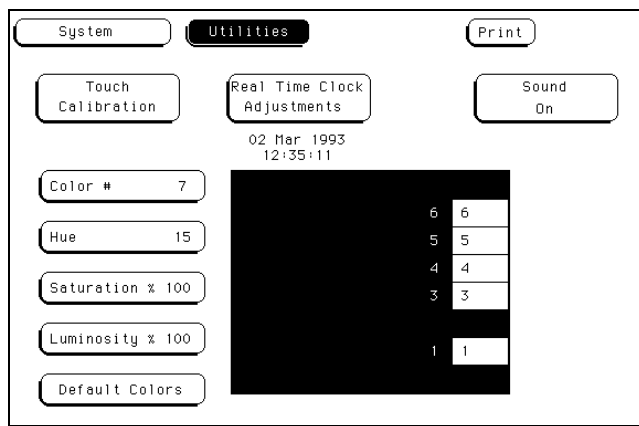 System Utilities Print
Touch
Calibration
Real Time Clock
Adjustments
Sound
On
02 Mar 1993
12:35:11
Color # 7
Hue 15
Saturation % 100
Luminosity % 100
Default Colors
6 6
5 5
4 4
3 3
1 1